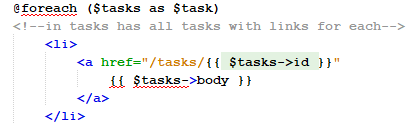 @foreach ($tasks as $task)
<!--in tasks has all tasks with links for each-->
<li>
<a href="/tasks/{{ $tasks->id }}"
{{ $tasks->body }}
</a>
</li>